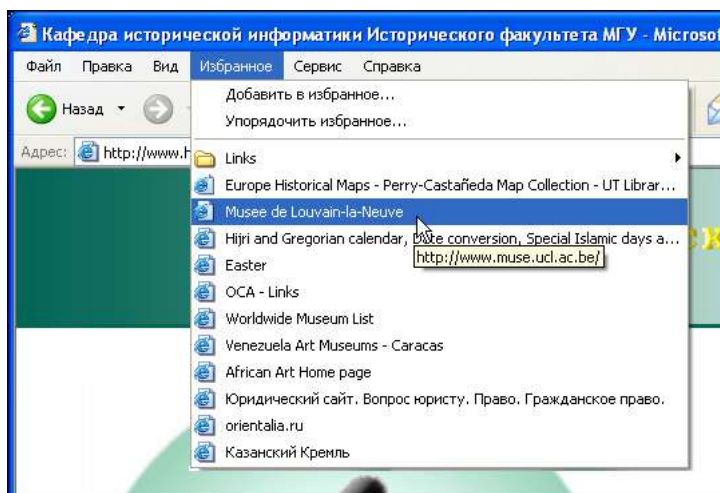 Кафедра исторической информатики Исторического факультета МГУ - Microsof
Файл Правка Вид Избранное Сервис Справка
Назад
Добавить в избранное...
Упорядочить избранное...
Адрес: http://www.h
Links
Europe Historical Maps - Perry-Castañeda Map Collection - UT Librar...
Musee de Louvain-la-Neuve
Hijri and Gregorian calendar, Date conversion, Special Islamic days a...
http://www.muse.ucl.ac.be/
Easter
OCA - Links
Worldwide Museum List
Venezuela Art Museums - Caracas
African Art Home page
Юридический сайт. Вопрос юристу. Право. Гражданское право.
orientalia.ru
Казанский Кремль